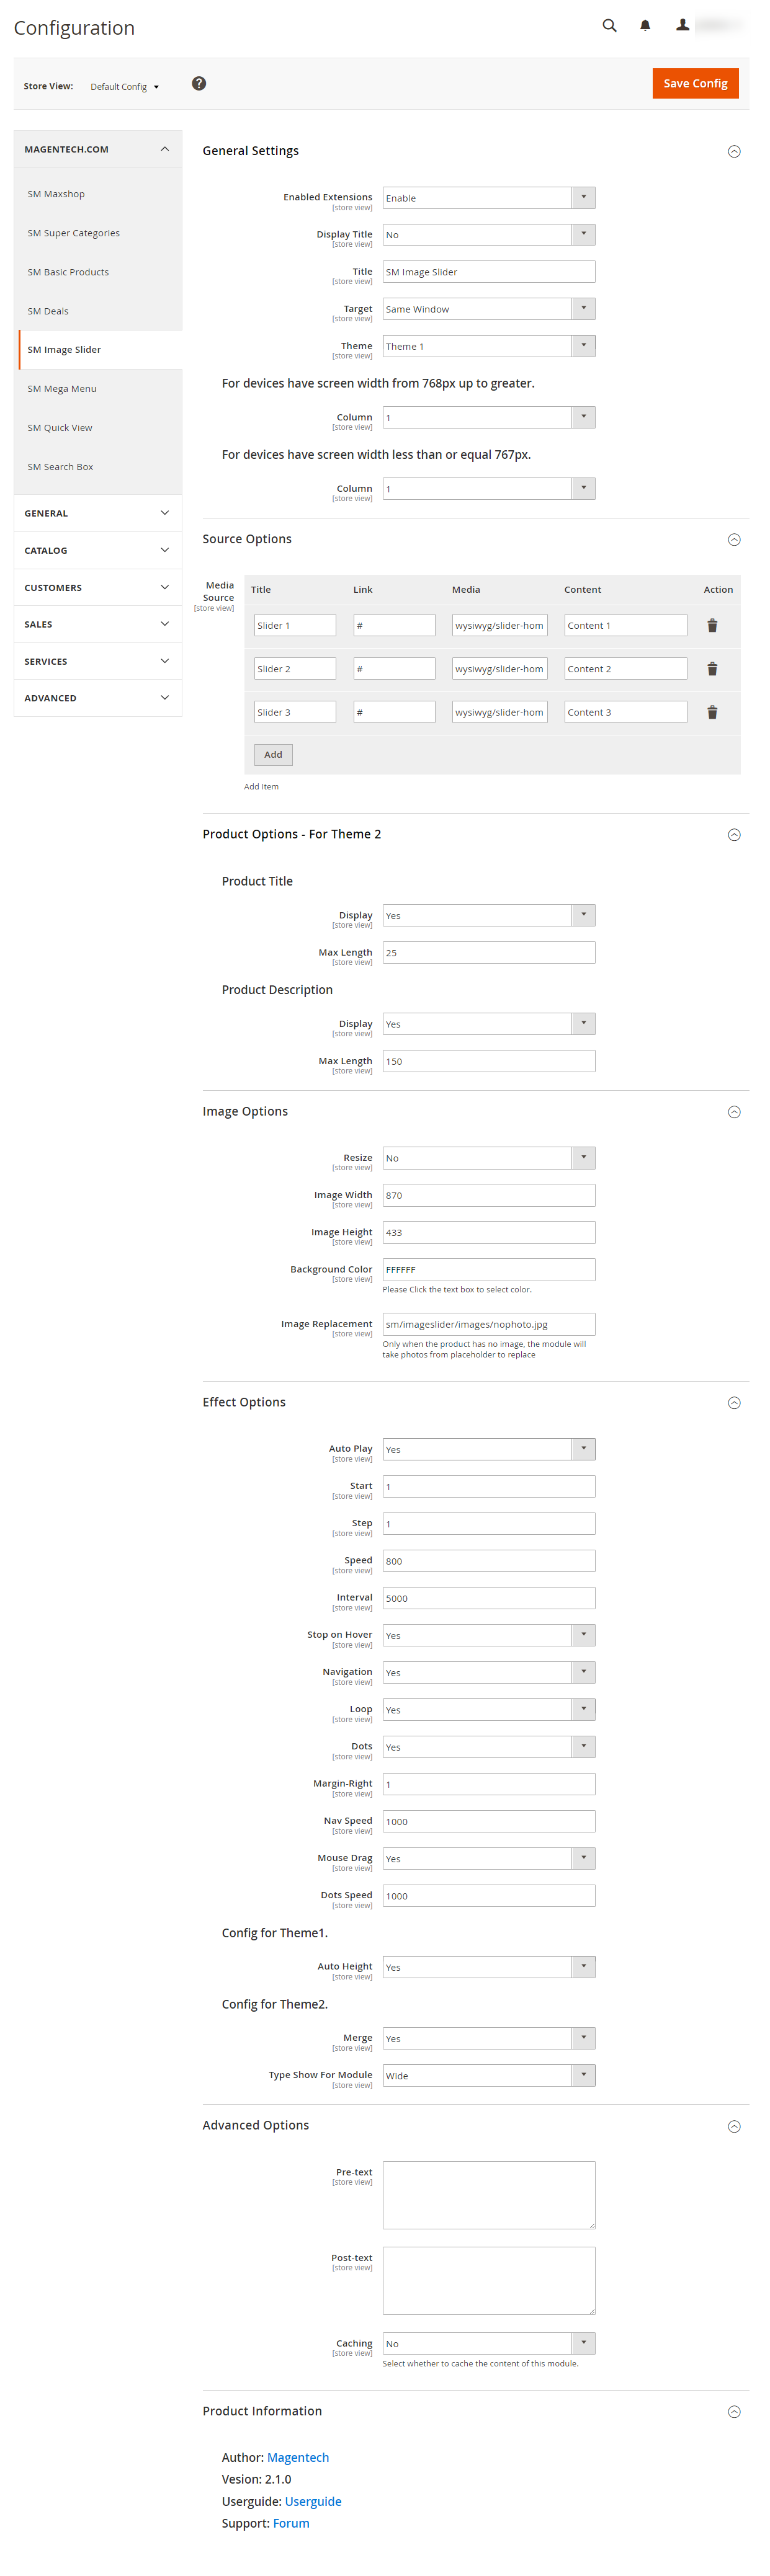 Configuration
Store View: Default Config
?
Save Config
MAGENTECH.COM
SM Maxshop
SM Super Categories
SM Basic Products
SM Deals
SM Image Slider
SM Mega Menu
SM Quick View
SM Search Box
GENERAL
CATALOG
CUSTOMERS
SALES
SERVICES
ADVANCED
General Settings
Enabled Extensions Enable
[store view]
Display Title No
[store view]
Title SM Image Slider
[store view]
Target Same Window
[store view]
Theme Theme 1
[store view]
For devices have screen width from 768px up to greater.
Column 1
[store view]
For devices have screen width less than or equal 767px.
Column 1
[store view]
Source Options
Media
Source
[store view]
Title Link Media Content Action
Slider 1 # wysiwyg/slider-hom Content 1
Slider 2 # wysiwyg/slider-hom Content 2
Slider 3 # wysiwyg/slider-hom Content 3
Add
Add Item
Product Options - For Theme 2
Product Title
Display Yes
[store view]
Max Length 25
[store view]
Product Description
Display Yes
[store view]
Max Length 150
[store view]
Image Options
Resize No
[store view]
Image Width 870
[store view]
Image Height 433
[store view]
Background Color FFFFFF
[store view]
Please Click the text box to select color.
Image Replacement sm/imageslider/images/nophoto.jpg
[store view]
Only when the product has no image, the module will
take photos from placeholder to replace
Effect Options
Auto Play Yes
[store view]
Start 1
[store view]
Step 1
[store view]
Speed 800
[store view]
Interval 5000
[store view]
Stop on Hover Yes
[store view]
Navigation Yes
[store view]
Loop Yes
[store view]
Dots Yes
[store view]
Margin-Right 1
[store view]
Nav Speed 1000
[store view]
Mouse Drag Yes
[store view]
Dots Speed 1000
[store view]
Config for Theme1.
Auto Height Yes
[store view]
Config for Theme2.
Merge Yes
[store view]
Type Show For Module Wide
[store view]
Advanced Options
Pre-text
[store view]
Post-text
[store view]
Caching No
[store view]
Select whether to cache the content of this module.
Product Information
Author: Magentech
Vesion: 2.1.0
Userguide: Userguide
Support: Forum